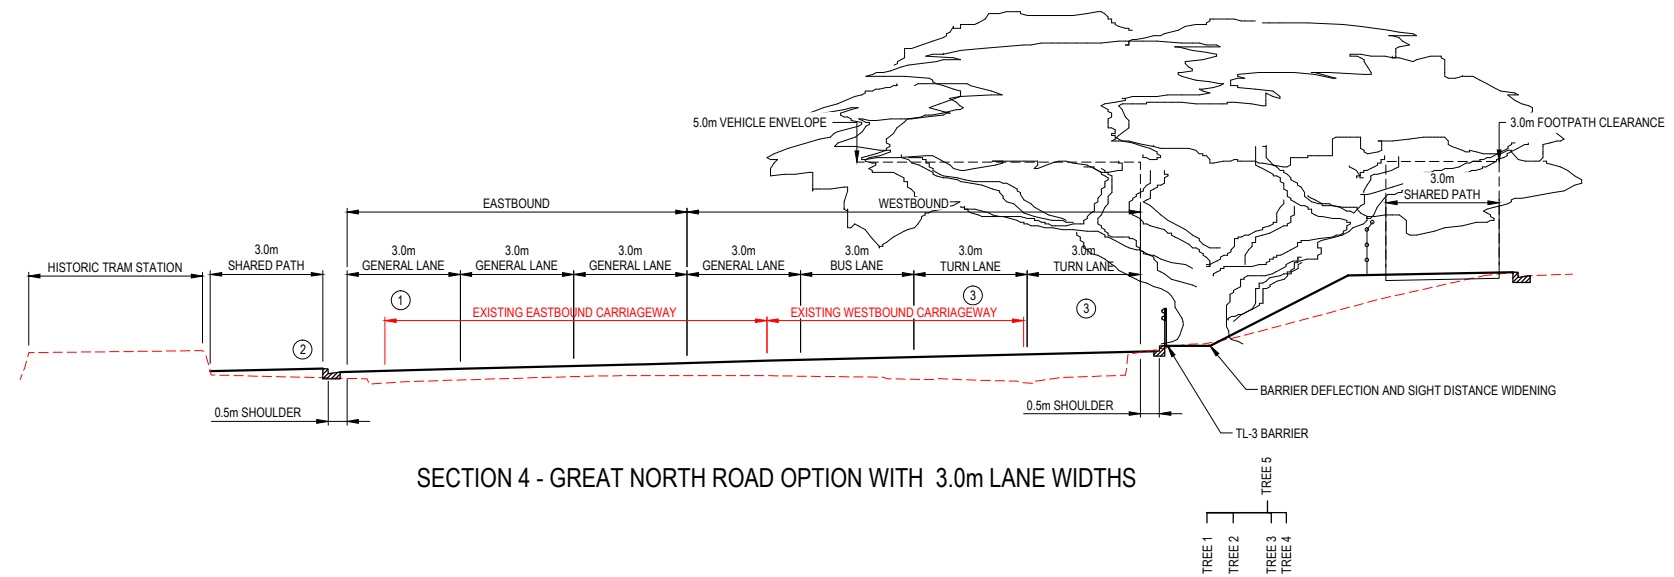 5.0m VEHICLE ENVELOPE
3.0m FOOTPATH CLEARANCE
3.0m
SHARED PATH
EASTBOUND
WESTBOUND
HISTORIC TRAM STATION
3.0m
SHARED PATH
3.0m
GENERAL LANE
3.0m
GENERAL LANE
3.0m
GENERAL LANE
3.0m
GENERAL LANE
3.0m
BUS LANE
3.0m
TURN LANE
3.0m
TURN LANE
1
3
3
EXISTING EASTBOUND CARRIAGEWAY
EXISTING WESTBOUND CARRIAGEWAY
2
BARRIER DEFLECTION AND SIGHT DISTANCE WIDENING
0.5m SHOULDER
0.5m SHOULDER
TL-3 BARRIER
SECTION 4 - GREAT NORTH ROAD OPTION WITH 3.0m LANE WIDTHS
TREE 5
TREE 1
TREE 2
TREE 3
TREE 4